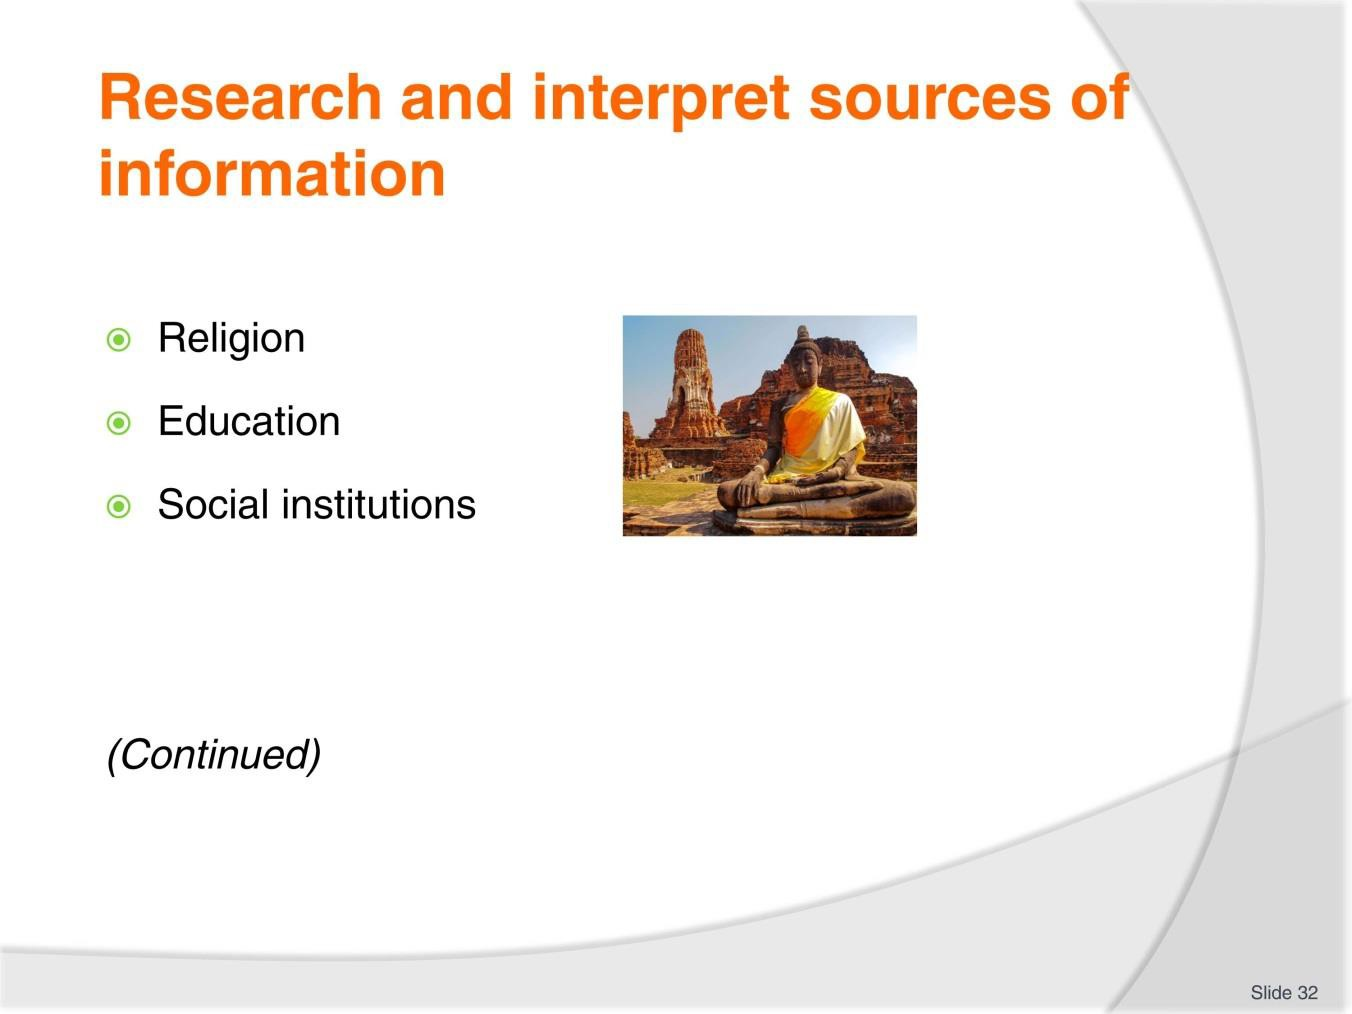 Research and interpret sources of
information
Religion
Education
Social institutions
(Continued)
Slide 32